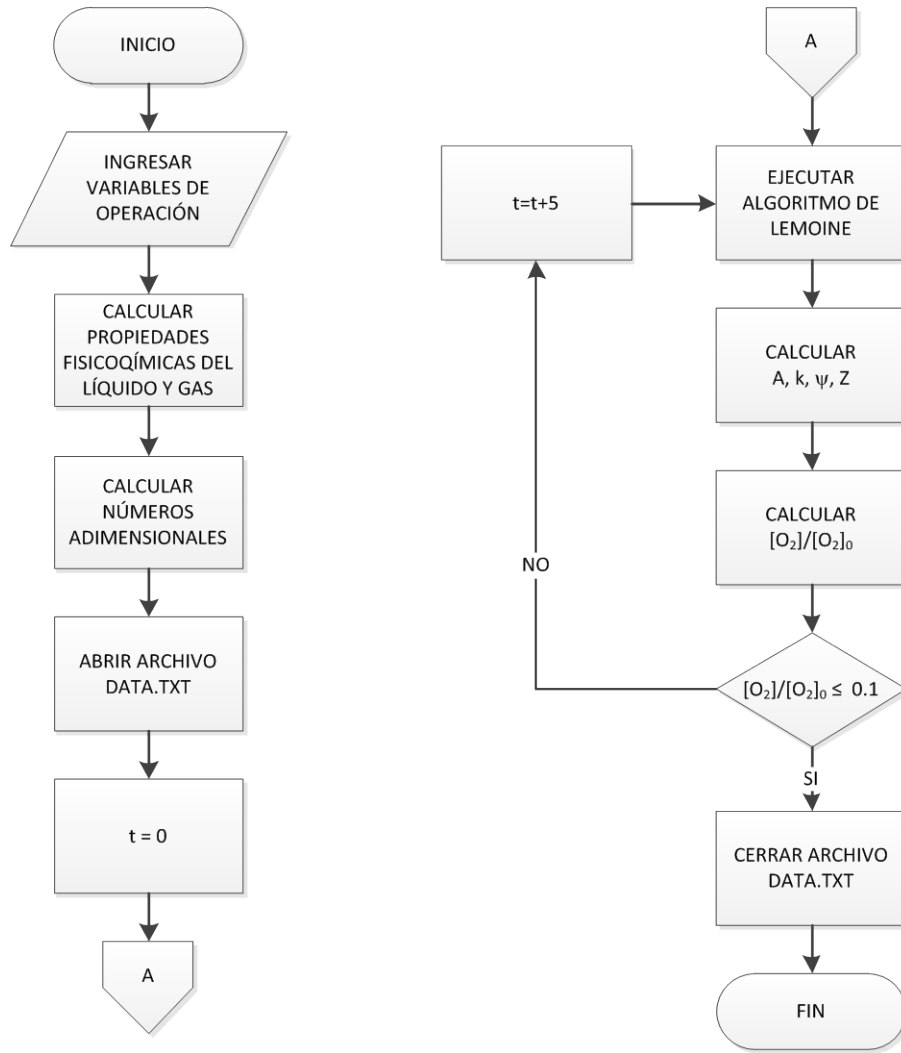 INICIO
INGRESAR
VARIABLES DE
OPERACIÓN
CALCULAR
PROPIEDADES
FISICOQÍMICAS DEL
LÍQUIDO Y GAS
CALCULAR
NÚMEROS
ADIMENSIONALES
ABRIR ARCHIVO
DATA.TXT
t = 0
A
A
t=t+5
EJECUTAR
ALGORITMO DE
LEMOINE
CALCULAR
A, k, ψ, Z
CALCULAR
[O₂]/[O₂]₀
NO
[O₂]/[O₂]₀ ≤ 0.1
SI
CERRAR ARCHIVO
DATA.TXT
FIN